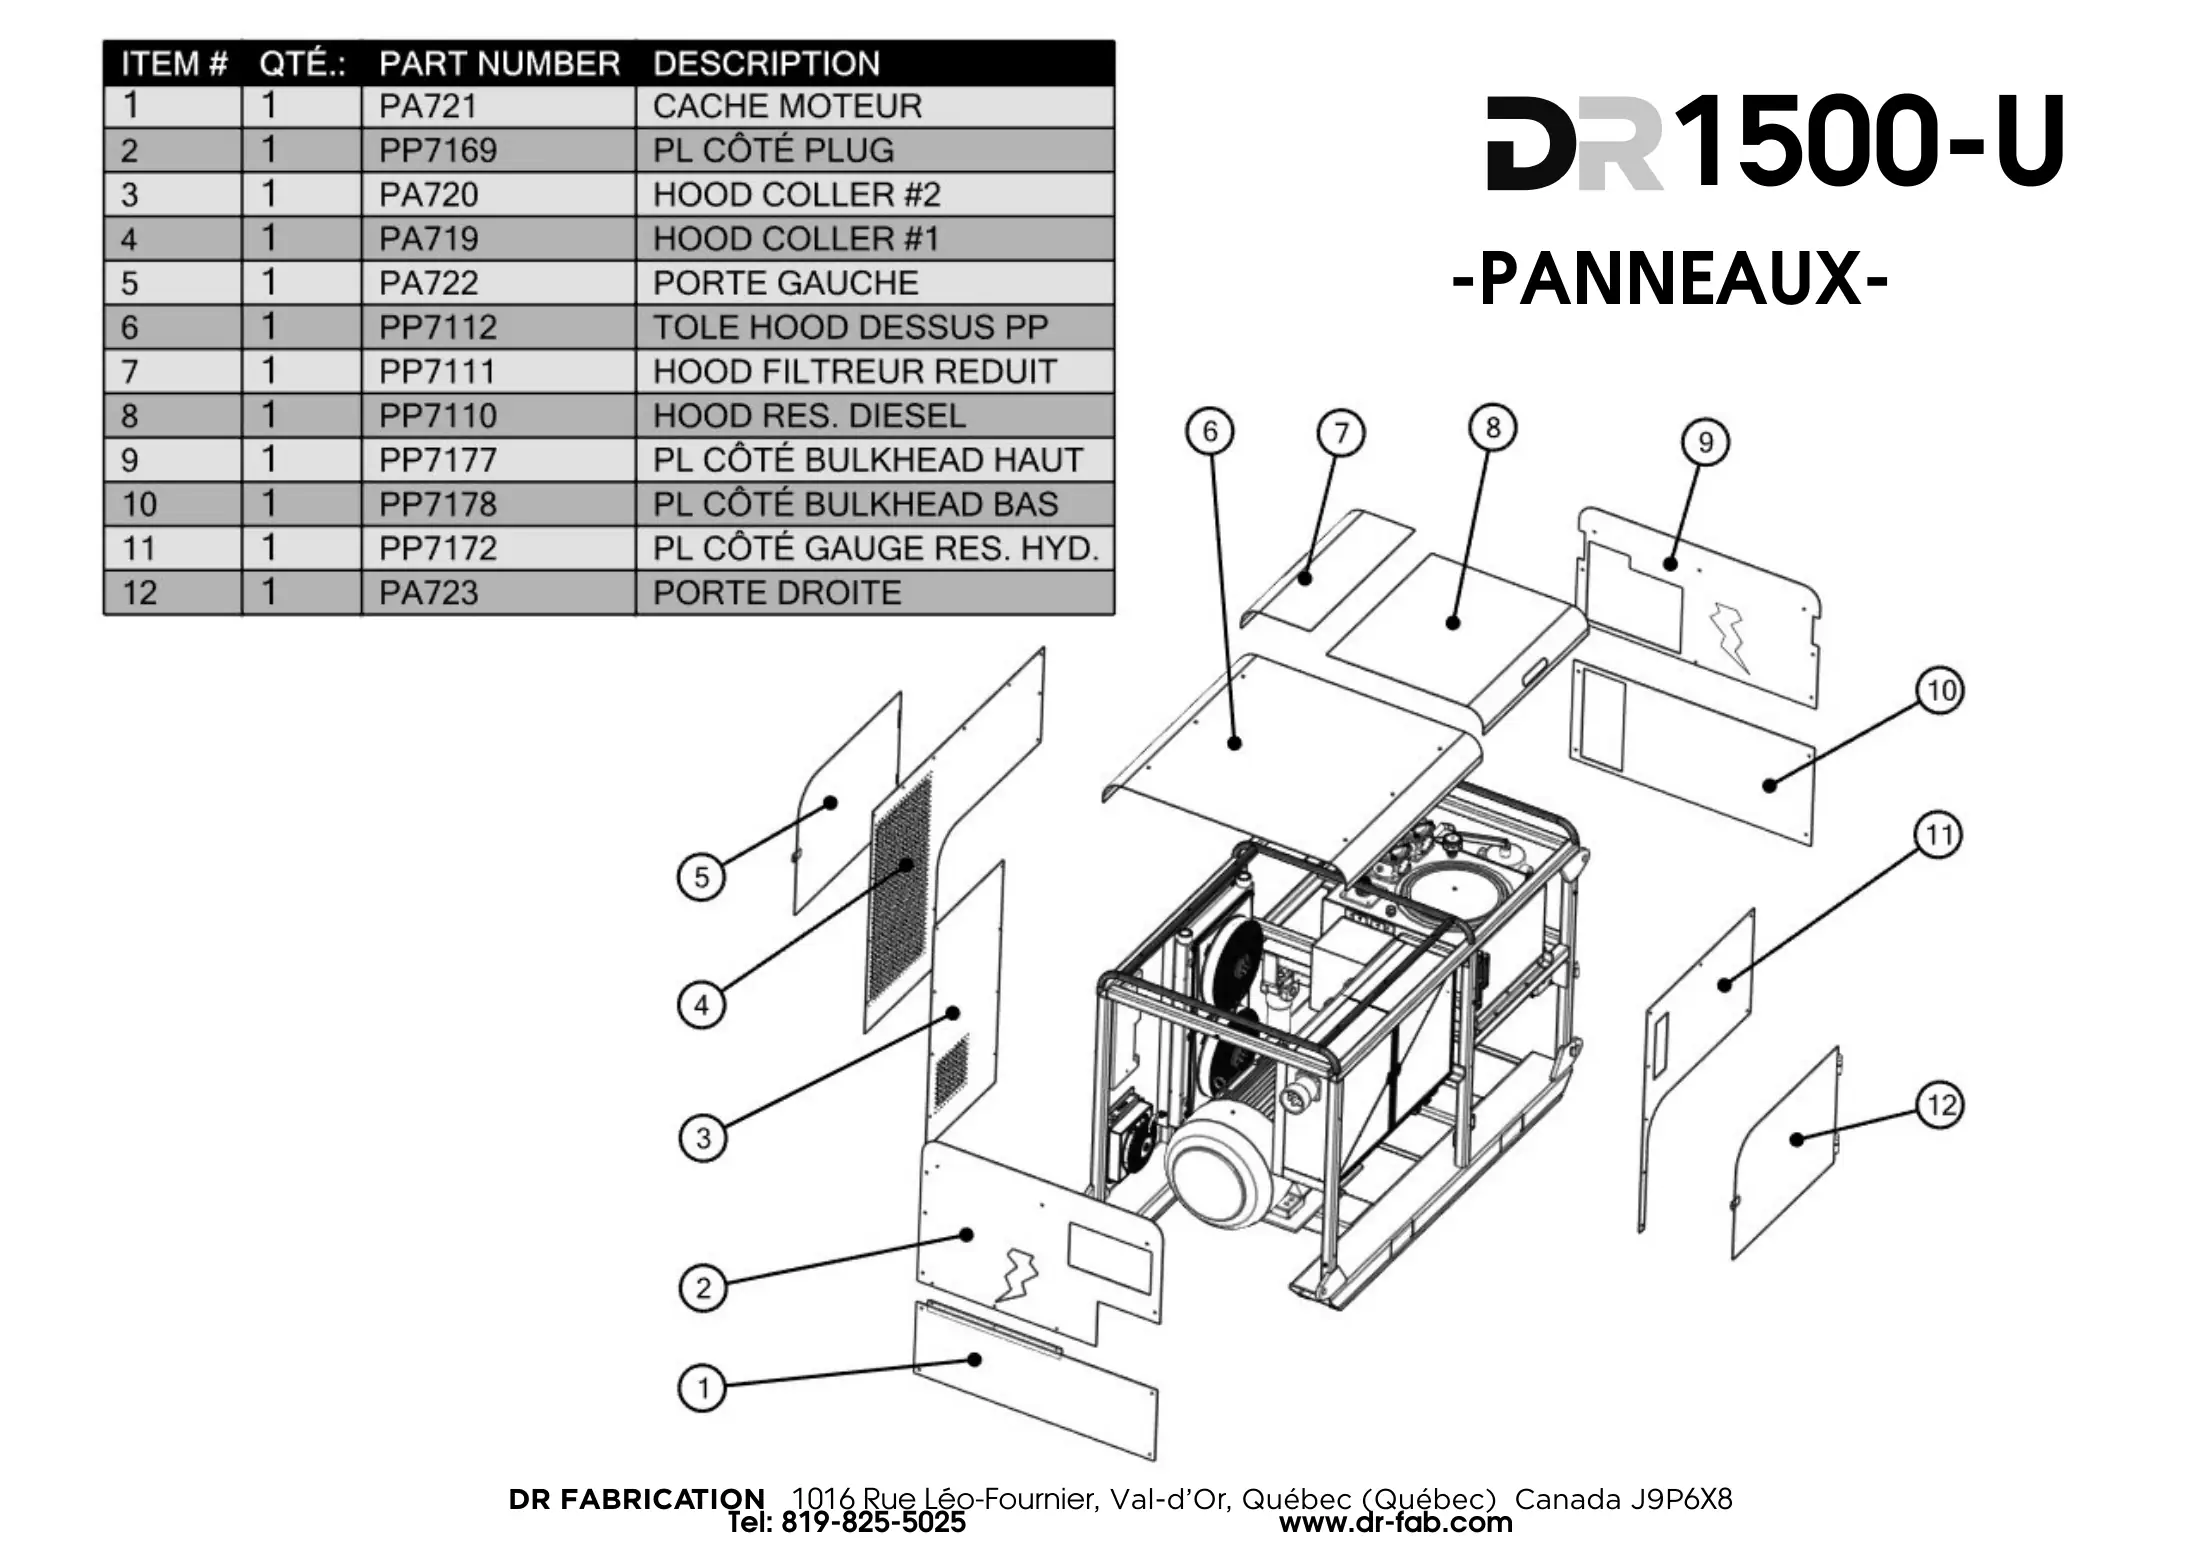 ITEM # QTÉ.: PART NUMBER DESCRIPTION
1 1 PA721 CACHE MOTEUR
2 1 PP7169 PL CÔTÉ PLUG
3 1 PA720 HOOD COLLER #2
4 1 PA719 HOOD COLLER #1
5 1 PA722 PORTE GAUCHE
6 1 PP7112 TOLE HOOD DESSUS PP
7 1 PP7111 HOOD FILTREUR REDUIT
8 1 PP7110 HOOD RES. DIESEL
9 1 PP7177 PL CÔTÉ BULKHEAD HAUT
10 1 PP7178 PL CÔTÉ BULKHEAD BAS
11 1 PP7172 PL CÔTÉ GAUGE RES. HYD.
12 1 PA723 PORTE DROITE
DR1500-U
-PANNEAUX-
6
7
8
9
10
11
12
5
4
3
2
1
DR FABRICATION 1016 Rue Léo-Fournier, Val-d'Or, Québec (Québec) Canada J9P6X8
Tel: 819-825-5025 www.dr-fab.com